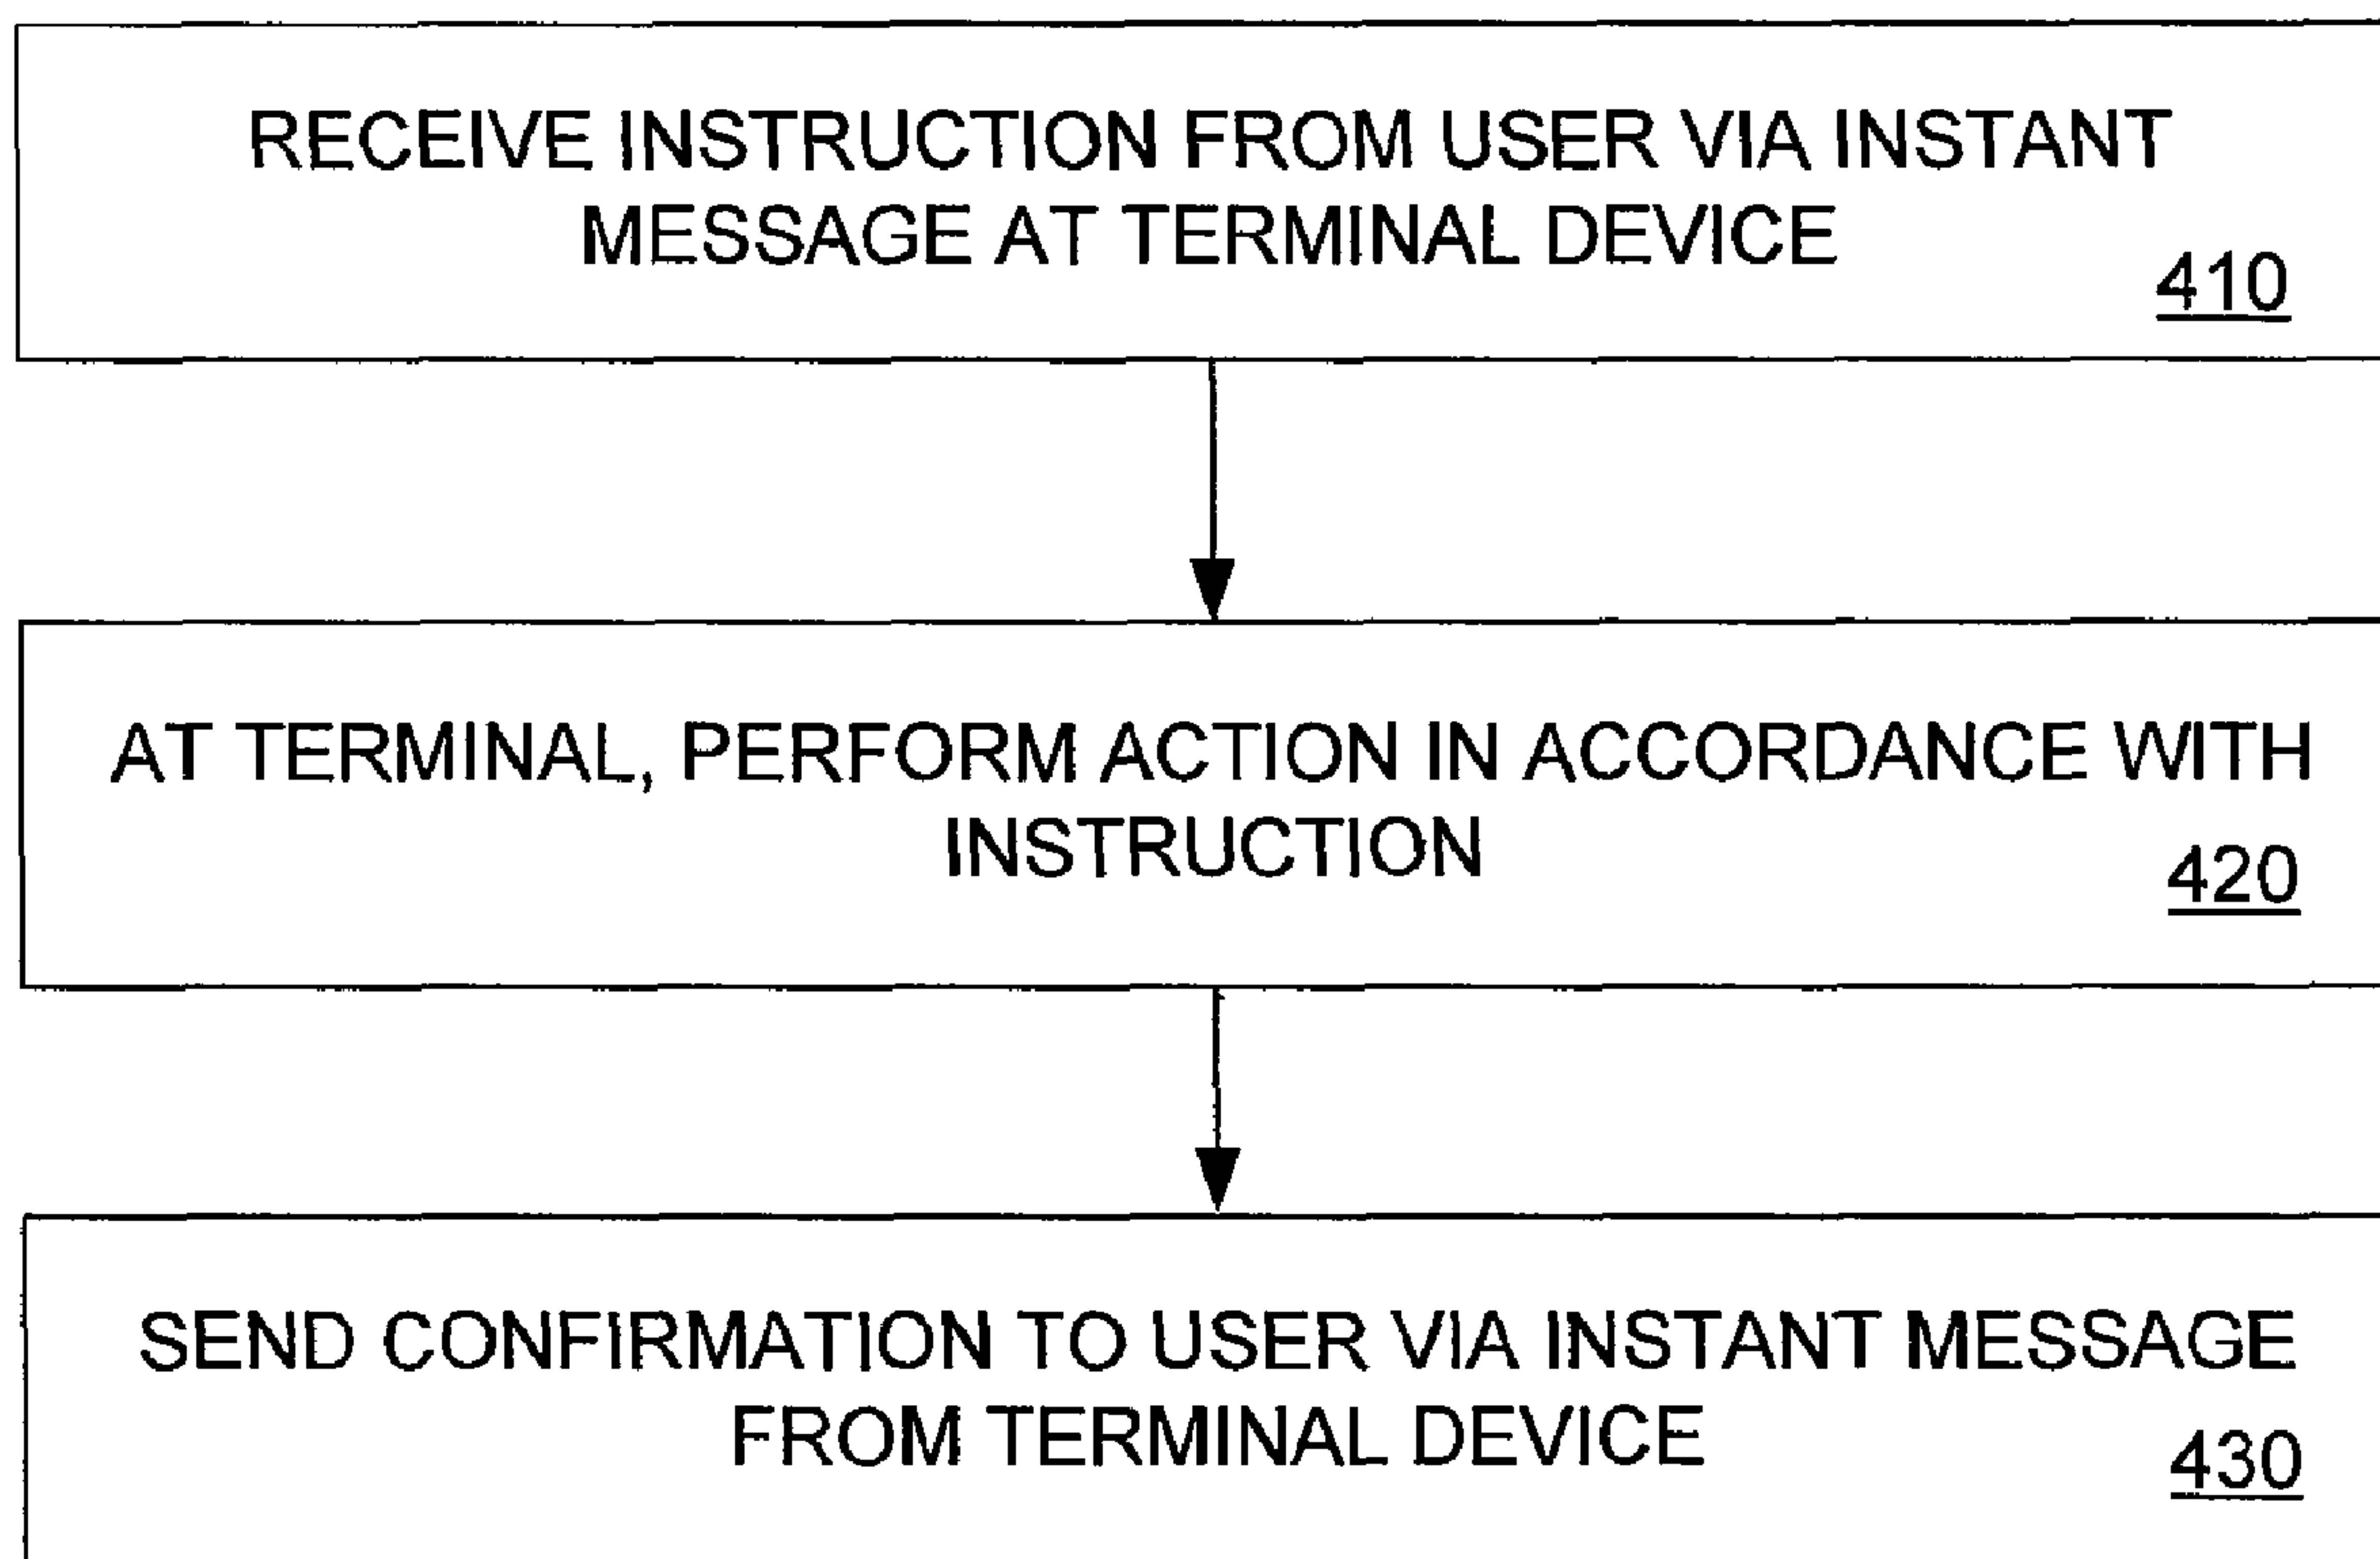 RECEIVE INSTRUCTION FROM USER VIA INSTANT
MESSAGE AT TERMINAL DEVICE
410
AT TERMINAL, PERFORM ACTION IN ACCORDANCE WITH
INSTRUCTION
420
SEND CONFIRMATION TO USER VIA INSTANT MESSAGE
FROM TERMINAL DEVICE
430